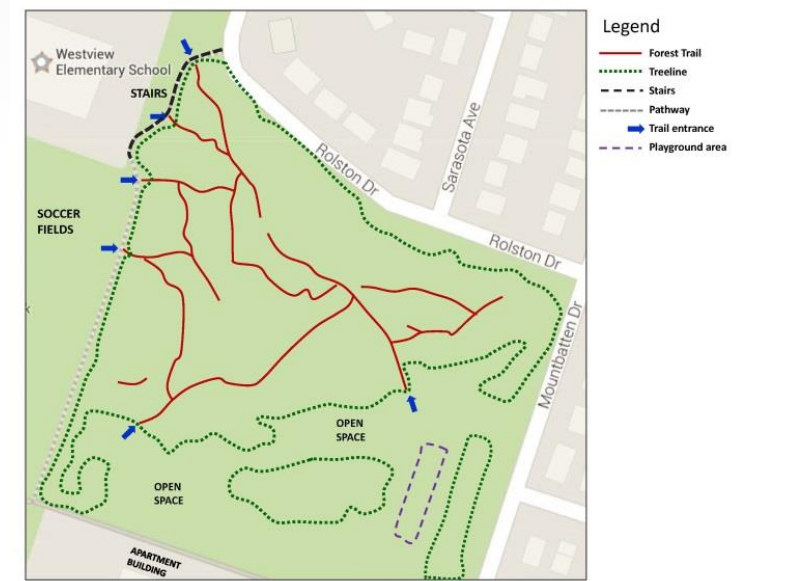 Westview
Elementary School
STAIRS
SOCCER
FIELDS
Rolston Dr
Sarasota Ave
Rolston Dr
Mountbatten Dr
OPEN
SPACE
OPEN
SPACE
APARTMENT
BUILDING
Legend
Forest Trail
Treeline
Stairs
Pathway
Trail entrance
Playground area